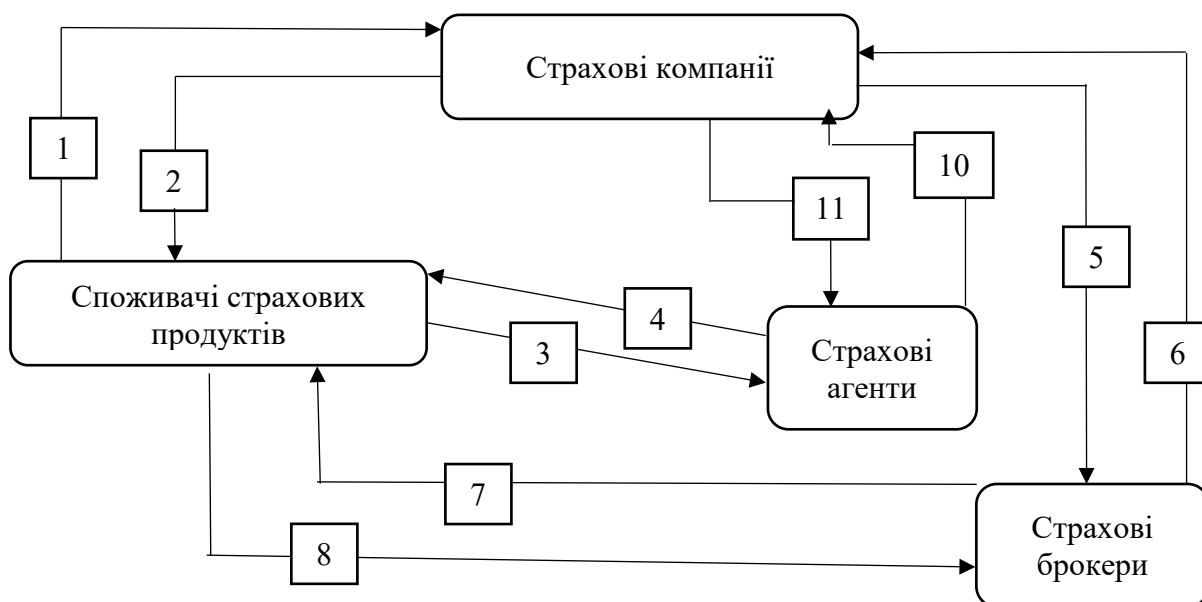 Страхові компанії
1
2
10
11
Споживачі страхових
продуктів
4
3
5
Страхові
агенти
6
7
8
Страхові
брокери